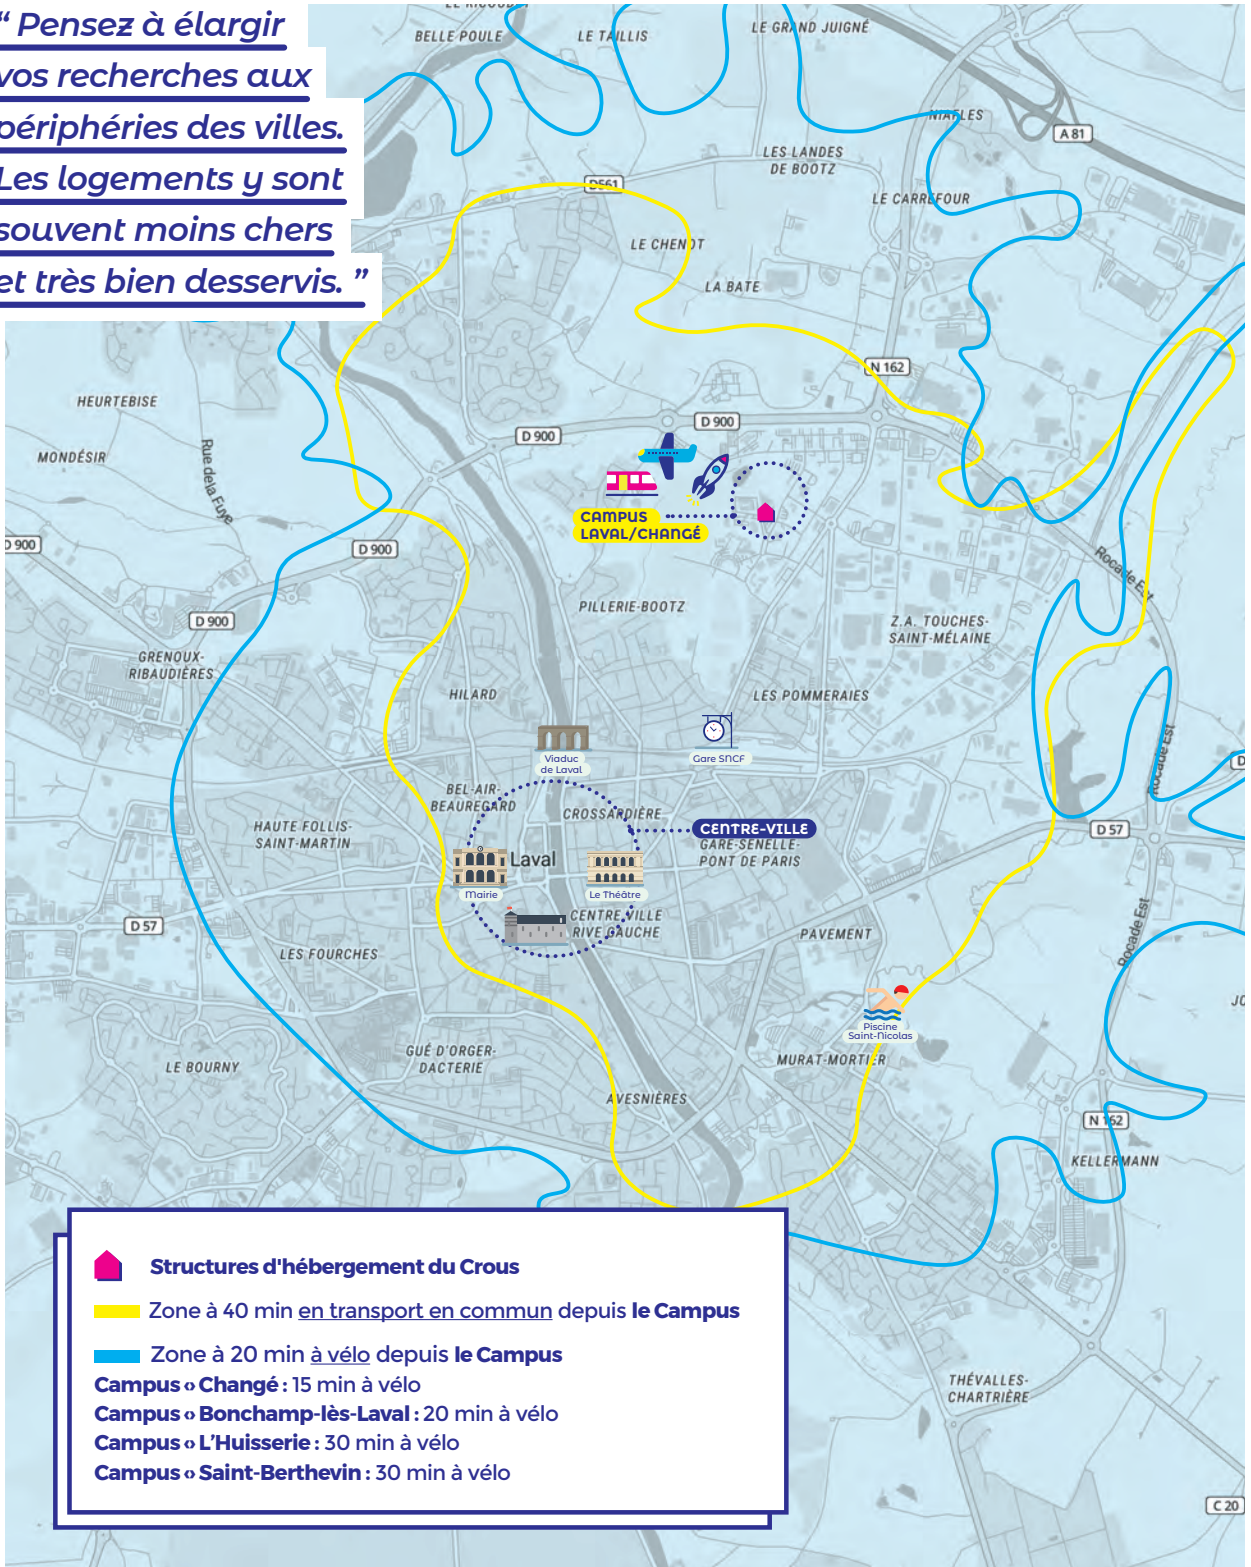 “ Pensez à élargir
vos recherches aux
périphéries des villes.
Les logements y sont
souvent moins chers
et très bien desservis. ”
BELLE POULE
LE TAILLIS
LE GRAND JUIGNÉ
NIAFLES
A 81
LES LANDES
DE BOOTZ
D561
LE CARREFOUR
LE CHENOT
LA BATE
N 162
HEURTEBISE
D 900
D 900
MONDÉSIR
Rue de la Fuye
CAMPUS
LAVAL/CHANGÉ
D 900
D 900
Rocade Est
PILLERIE-BOOTZ
D 900
Z.A. TOUCHES-
SAINT-MÉLAINE
GRENOUX-
RIBAUDIÈRES
HILARD
LES POMMERAIES
Viaduc
de Laval
Gare SNCF
Rocade Est
BEL-AIR-
BEAUREGARD
CROSSARDIÈRE
HAUTE FOLLIS-
SAINT-MARTIN
CENTRE-VILLE
GARE-SENELLE-
PONT DE PARIS
D 57
Laval
Mairie
Le Théâtre
CENTRE VILLE
RIVE GAUCHE
D 57
PAVEMENT
Rocade Est
LES FOURCHES
Piscine
Saint-Nicolas
GUÉ D'ORGER-
DACTERIE
MURAT-MORTIER
LE BOURNY
AVESNIÈRES
N 162
KELLERMANN
Structures d'hébergement du Crous
Zone à 40 min en transport en commun depuis le Campus
Zone à 20 min à vélo depuis le Campus
Campus ‹› Changé : 15 min à vélo
Campus ‹› Bonchamp-lès-Laval : 20 min à vélo
Campus ‹› L’Huisserie : 30 min à vélo
Campus ‹› Saint-Berthevin : 30 min à vélo
THÉVALLES-
CHARTRIÈRE
C 20